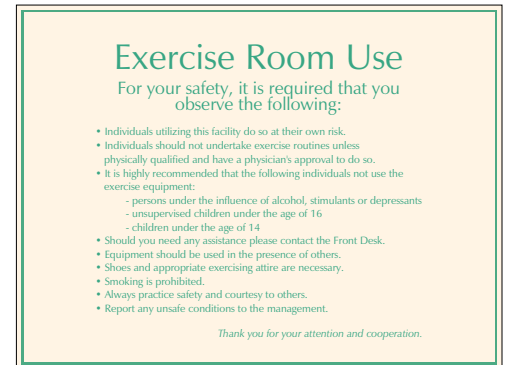 Exercise Room Use
For your safety, it is required that you
observe the following:
• Individuals utilizing this facility do so at their own risk.
• Individuals should not undertake exercise routines unless
physically qualified and have a physician's approval to do so.
• It is highly recommended that the following individuals not use the
exercise equipment:
- persons under the influence of alcohol, stimulants or depressants
- unsupervised children under the age of 16
- children under the age of 14
• Should you need any assistance please contact the Front Desk.
• Equipment should be used in the presence of others.
• Shoes and appropriate exercising attire are necessary.
• Smoking is prohibited.
• Always practice safety and courtesy to others.
• Report any unsafe conditions to the management.
Thank you for your attention and cooperation.